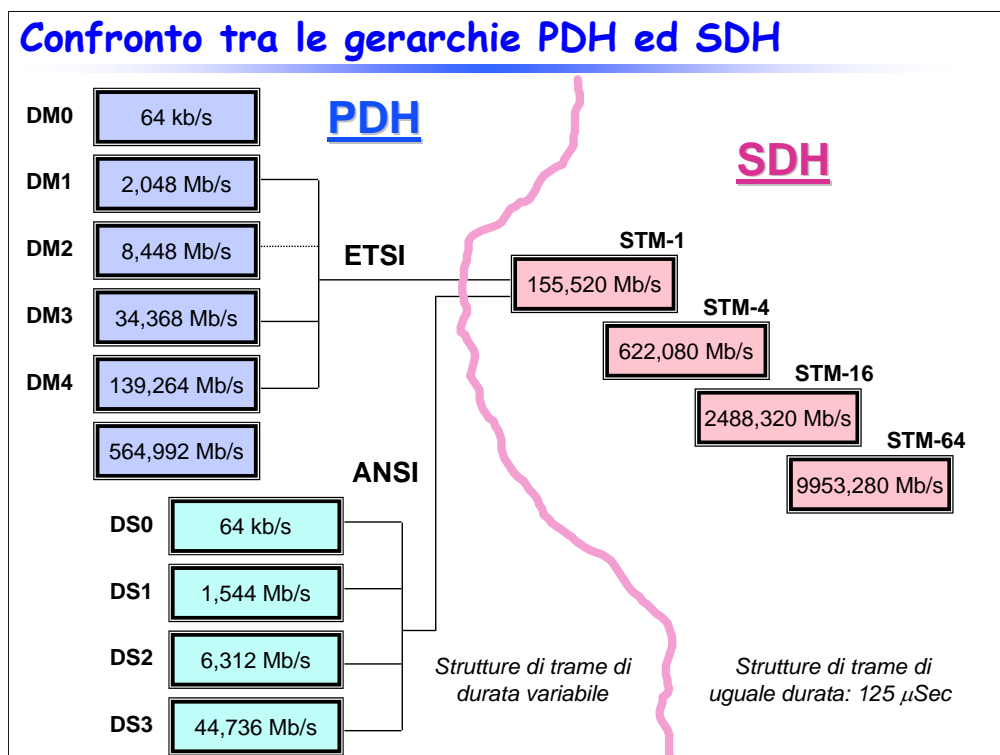 Confronto tra le gerarchie PDH ed SDH
PDH
SDH
DM0
64 kb/s
DM1
2,048 Mb/s
DM2
8,448 Mb/s
DM3
34,368 Mb/s
DM4
139,264 Mb/s
564,992 Mb/s
ETSI
ANSI
DS0
64 kb/s
DS1
1,544 Mb/s
DS2
6,312 Mb/s
DS3
44,736 Mb/s
STM-1
155,520 Mb/s
STM-4
622,080 Mb/s
STM-16
2488,320 Mb/s
STM-64
9953,280 Mb/s
Strutture di trame di
durata variabile
Strutture di trame di
uguale durata: 125 μSec